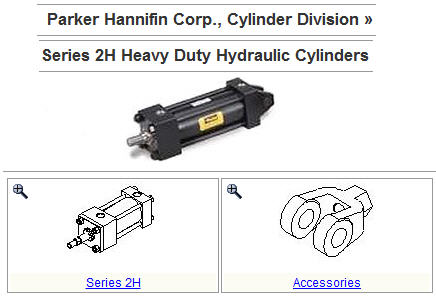 Parker Hannifin Corp., Cylinder Division »
Series 2H Heavy Duty Hydraulic Cylinders
Series 2H
Accessories